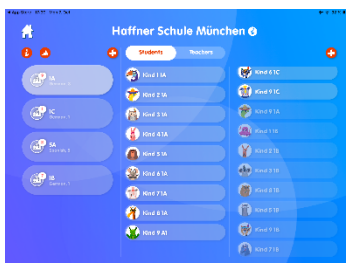 Haffner Schule München
Students Teachers
1A
1C
5A
1B
Kind 1 1A
Kind 2 1A
Kind 3 1A
Kind 4 1A
Kind 5 1A
Kind 6 1A
Kind 7 1A
Kind 8 1A
Kind 9 A1
Kind 6 1C
Kind 9 1C
Kind 9 1A
Kind 1 1B
Kind 2 1B
Kind 3 1B
Kind 8 1B
Kind 9 1B
Kind 7 1B